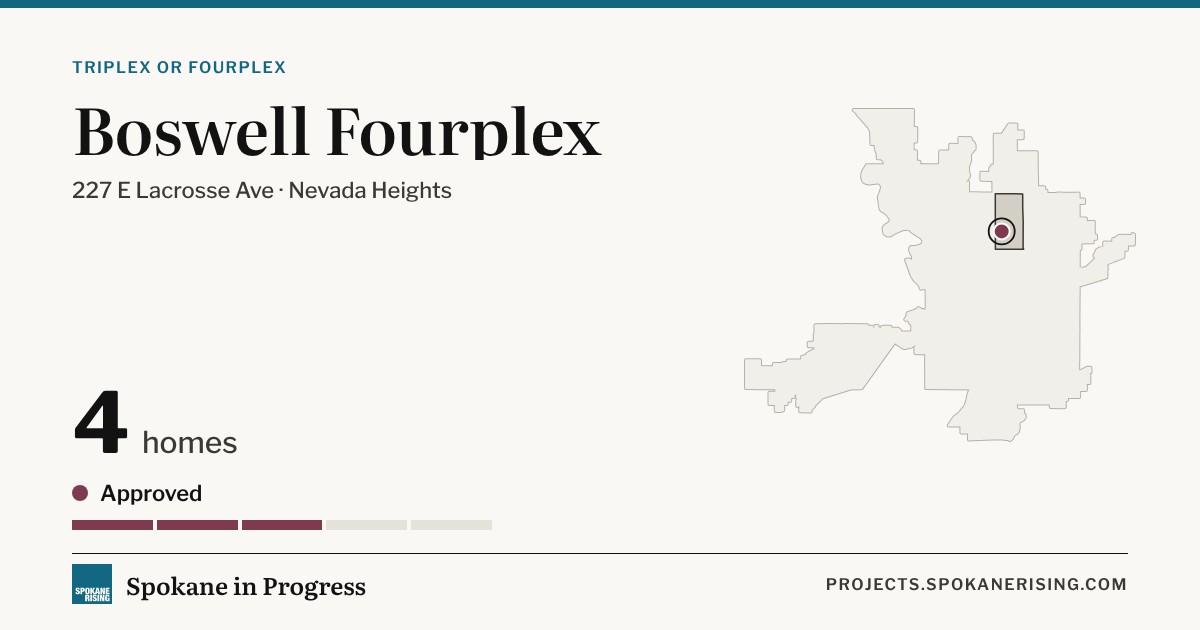 TRIPLEX OR FOURPLEX
Boswell Fourplex
227 E Lacrosse Ave · Nevada Heights
4 homes
Approved
SPOKANE
RISING
Spokane in Progress
PROJECTS.SPOKANERISING.COM